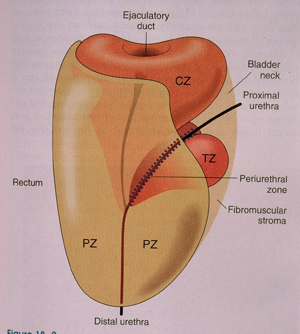 Ejaculatory
duct
CZ
Bladder
neck
Proximal
urethra
TZ
Rectum
Periurethral
zone
Fibromuscular
stroma
PZ
PZ
Distal urethra